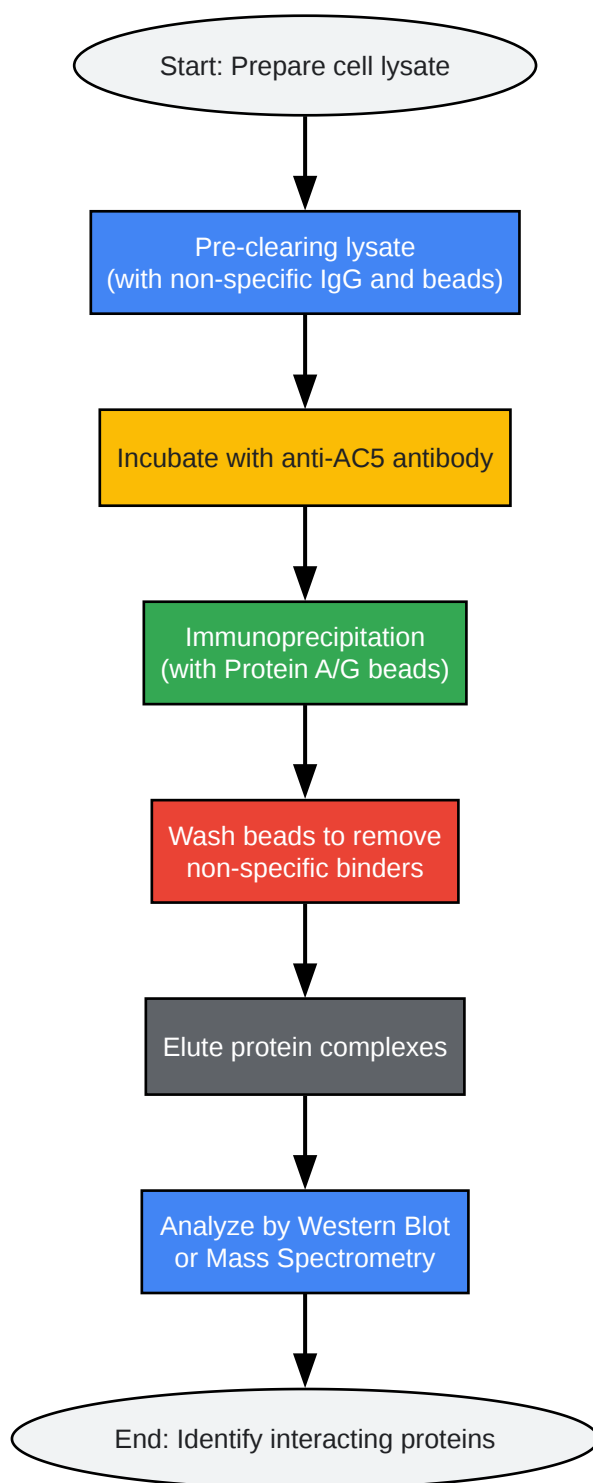 Start: Prepare cell lysate
Pre-clearing lysate
(with non-specific IgG and beads)
Incubate with anti-AC5 antibody
Immunoprecipitation
(with Protein A/G beads)
Wash beads to remove
non-specific binders
Elute protein complexes
Analyze by Western Blot
or Mass Spectrometry
End: Identify interacting proteins